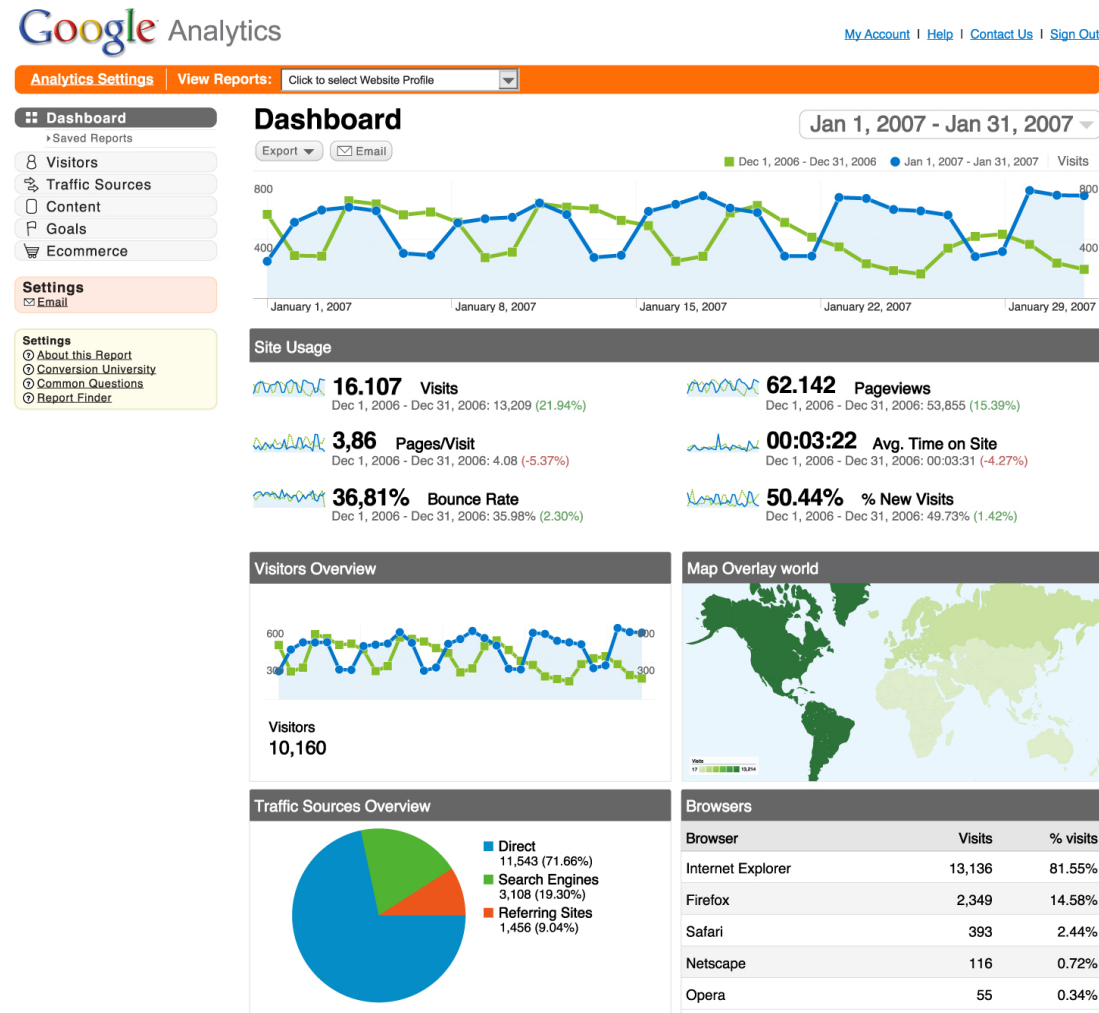 Google Analytics
My Account | Help | Contact Us | Sign Out
Analytics Settings View Reports: Click to select Website Profile
Dashboard
Saved Reports
Visitors
Traffic Sources
Content
Goals
Ecommerce
Settings
Email
Settings
About this Report
Conversion University
Common Questions
Report Finder
Dashboard
Jan 1, 2007 - Jan 31, 2007
Export Email
Dec 1, 2006 - Dec 31, 2006 Jan 1, 2007 - Jan 31, 2007 Visits
800 800
400 400
January 1, 2007 January 8, 2007 January 15, 2007 January 22, 2007 January 29, 2007
Site Usage
16.107 Visits
Dec 1, 2006 - Dec 31, 2006: 13,209 (21.94%)
62.142 Pageviews
Dec 1, 2006 - Dec 31, 2006: 53,855 (15.39%)
3,86 Pages/Visit
Dec 1, 2006 - Dec 31, 2006: 4.08 (-5.37%)
00:03:22 Avg. Time on Site
Dec 1, 2006 - Dec 31, 2006: 00:03:31 (-4.27%)
36,81% Bounce Rate
Dec 1, 2006 - Dec 31, 2006: 35.98% (2.30%)
50.44% % New Visits
Dec 1, 2006 - Dec 31, 2006: 49.73% (1.42%)
Visitors Overview
600 600
300 300
Visitors
10,160
Map Overlay world
Visits
17 13,214
Traffic Sources Overview
Direct
11,543 (71.66%)
Search Engines
3,108 (19.30%)
Referring Sites
1,456 (9.04%)
Browsers
Browser Visits % visits
Internet Explorer 13,136 81.55%
Firefox 2,349 14.58%
Safari 393 2.44%
Netscape 116 0.72%
Opera 55 0.34%